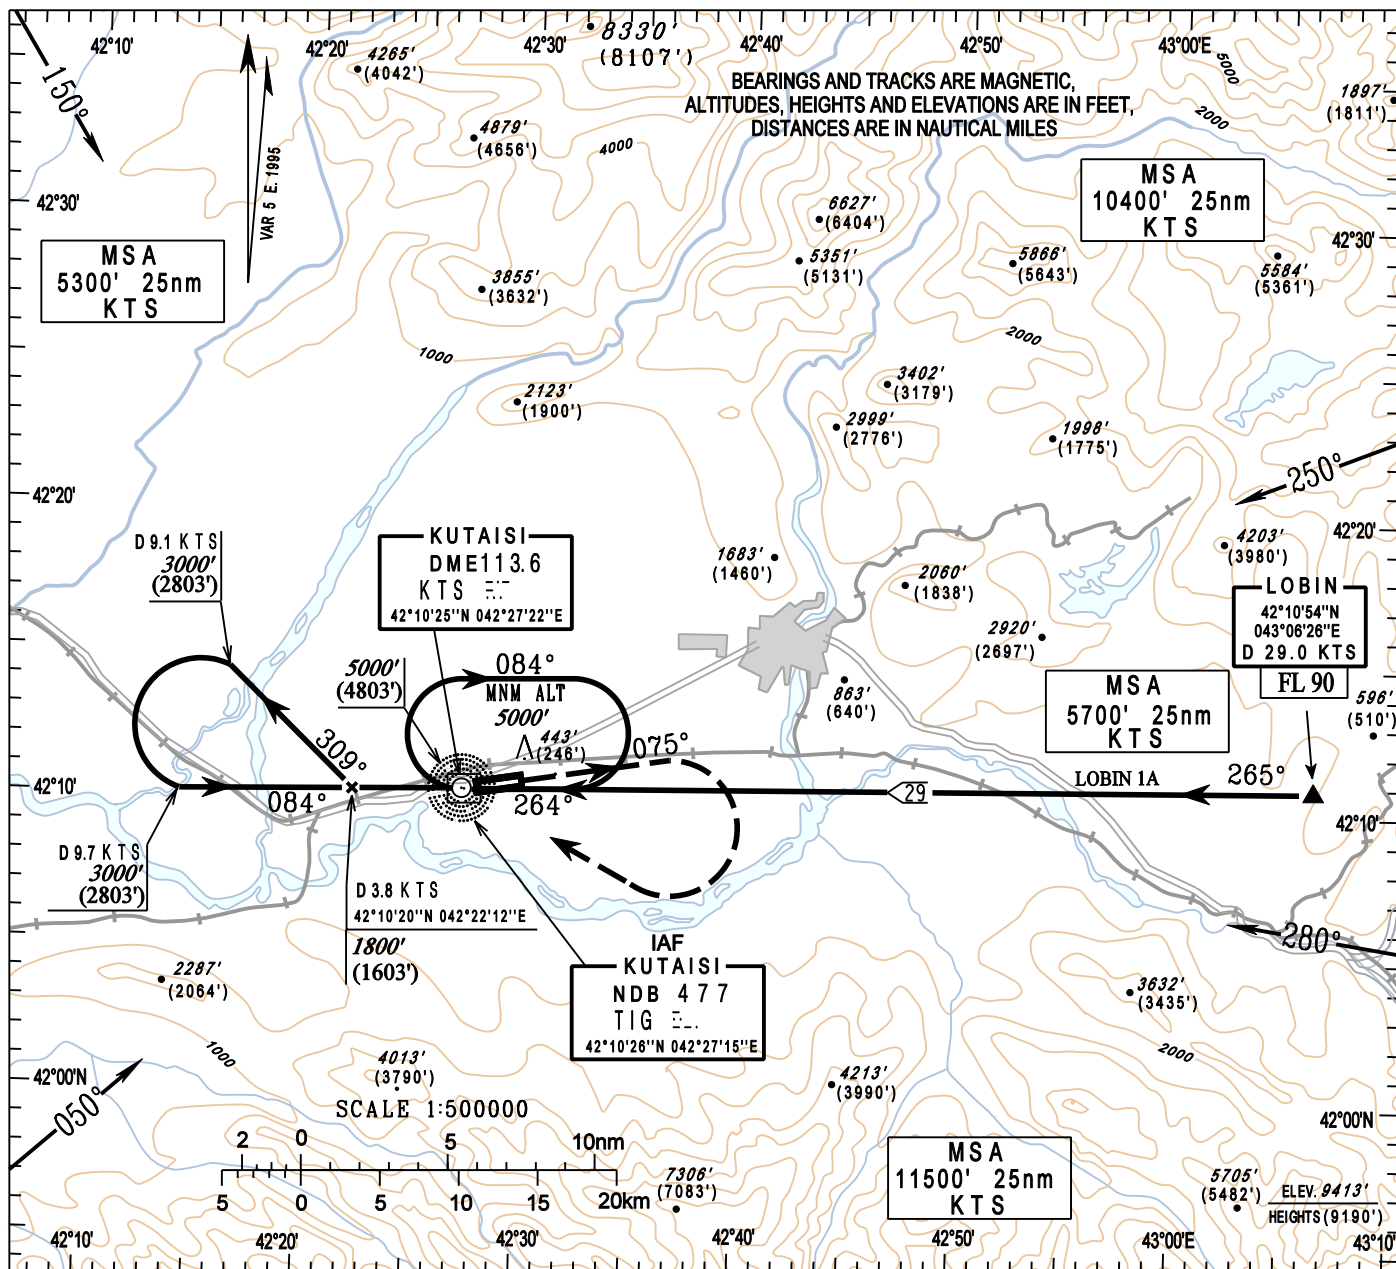 42°10'
42°20'
42°30'
42°40'
42°50'
43°00'E
8330'
(8107')
4265'
(4042')
150°
BEARINGS AND TRACKS ARE MAGNETIC,
ALTITUDES, HEIGHTS AND ELEVATIONS ARE IN FEET,
DISTANCES ARE IN NAUTICAL MILES
5000
1897'
(1811')
2000
4879'
(4656')
4000
VAR 5 E. 1995
42°30'
MSA
10400' 25nm
KTS
6627'
(6404')
42°30'
MSA
5300' 25nm
KTS
5351'
(5131')
5866'
(5643')
5584'
(5361')
3855'
(3632')
2000
1000
3402'
(3179')
2123'
(1900')
2999'
(2776')
1998'
(1775')
250°
42°20'
42°20'
D 9.1 KTS
3000'
(2803')
KUTAISI
DME 113.6
KTS
42°10'25''N 042°27'22''E
1683'
(1460')
4203'
(3980')
2060'
(1838')
LOBIN
42°10'54''N
043°06'26''E
D 29.0 KTS
FL 90
2920'
(2697')
5000'
(4803')
084°
MNM ALT
5000'
443'
(246')
863'
(640')
MSA
5700' 25nm
KTS
596'
(510')
309°
075°
42°10'
084°
264°
29
LOBIN 1A
265°
42°10'
D 9.7 KTS
3000'
(2803')
D 3.8 KTS
42°10'20''N 042°22'12''E
1800'
(1603')
280°
IAF
KUTAISI
NDB 477
TIG
42°10'26''N 042°27'15''E
2287'
(2064')
3632'
(3435')
1000
2000
4013'
(3790')
4213'
(3990')
42°00'N
050°
SCALE 1:500000
42°00'N
2 0 5 10nm
5 0 5 10 15 20km
MSA
11500' 25nm
KTS
7306'
(7083')
5705'
(5482')
ELEV. 9413'
HEIGHTS (9190')
42°10'
42°20'
42°30'
42°40'
42°50'
43°00'E
43°10'